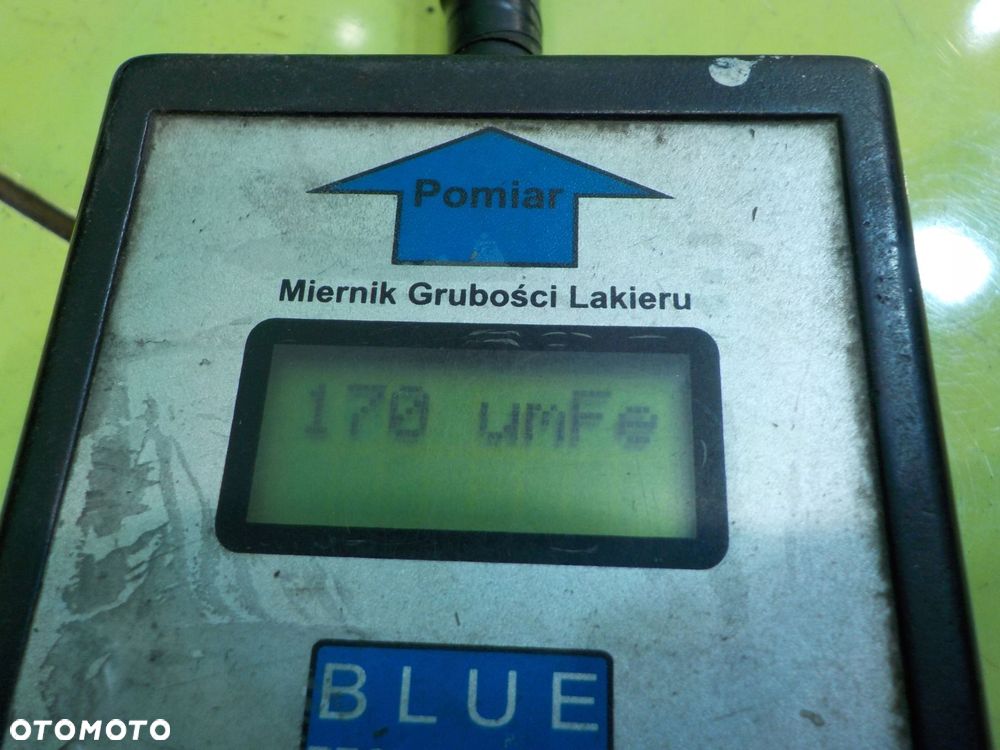 Pomiar
Miernik Grubości Lakieru
170 umFe
BLUE
OTOMOTO